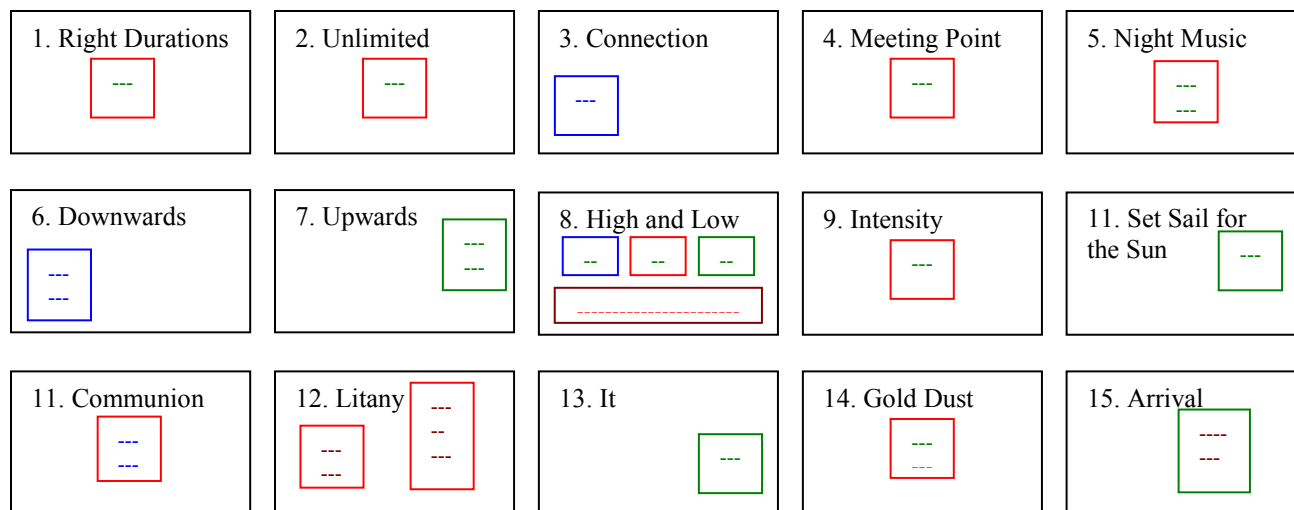 1. Right Durations
---
2. Unlimited
---
3. Connection
---
4. Meeting Point
---
5. Night Music
---
---
6. Downwards
---
---
7. Upwards
---
---
8. High and Low
--
--
--
-----------------------
9. Intensity
---
11. Set Sail for
the Sun
---
11. Communion
---
---
12. Litany
---
---
---
--
---
13. It
---
14. Gold Dust
---
---
15. Arrival
----
---